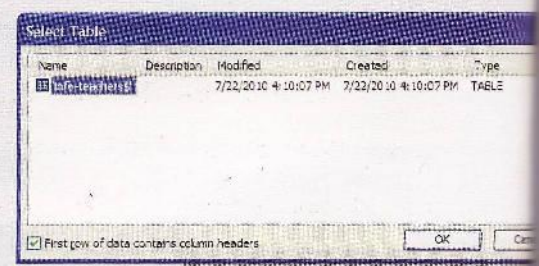 Select Table
Name Description Modified Created Type
7/22/2010 4:10:07 PM 7/22/2010 4:10:07 PM TABLE
First row of data contains column headers
OK